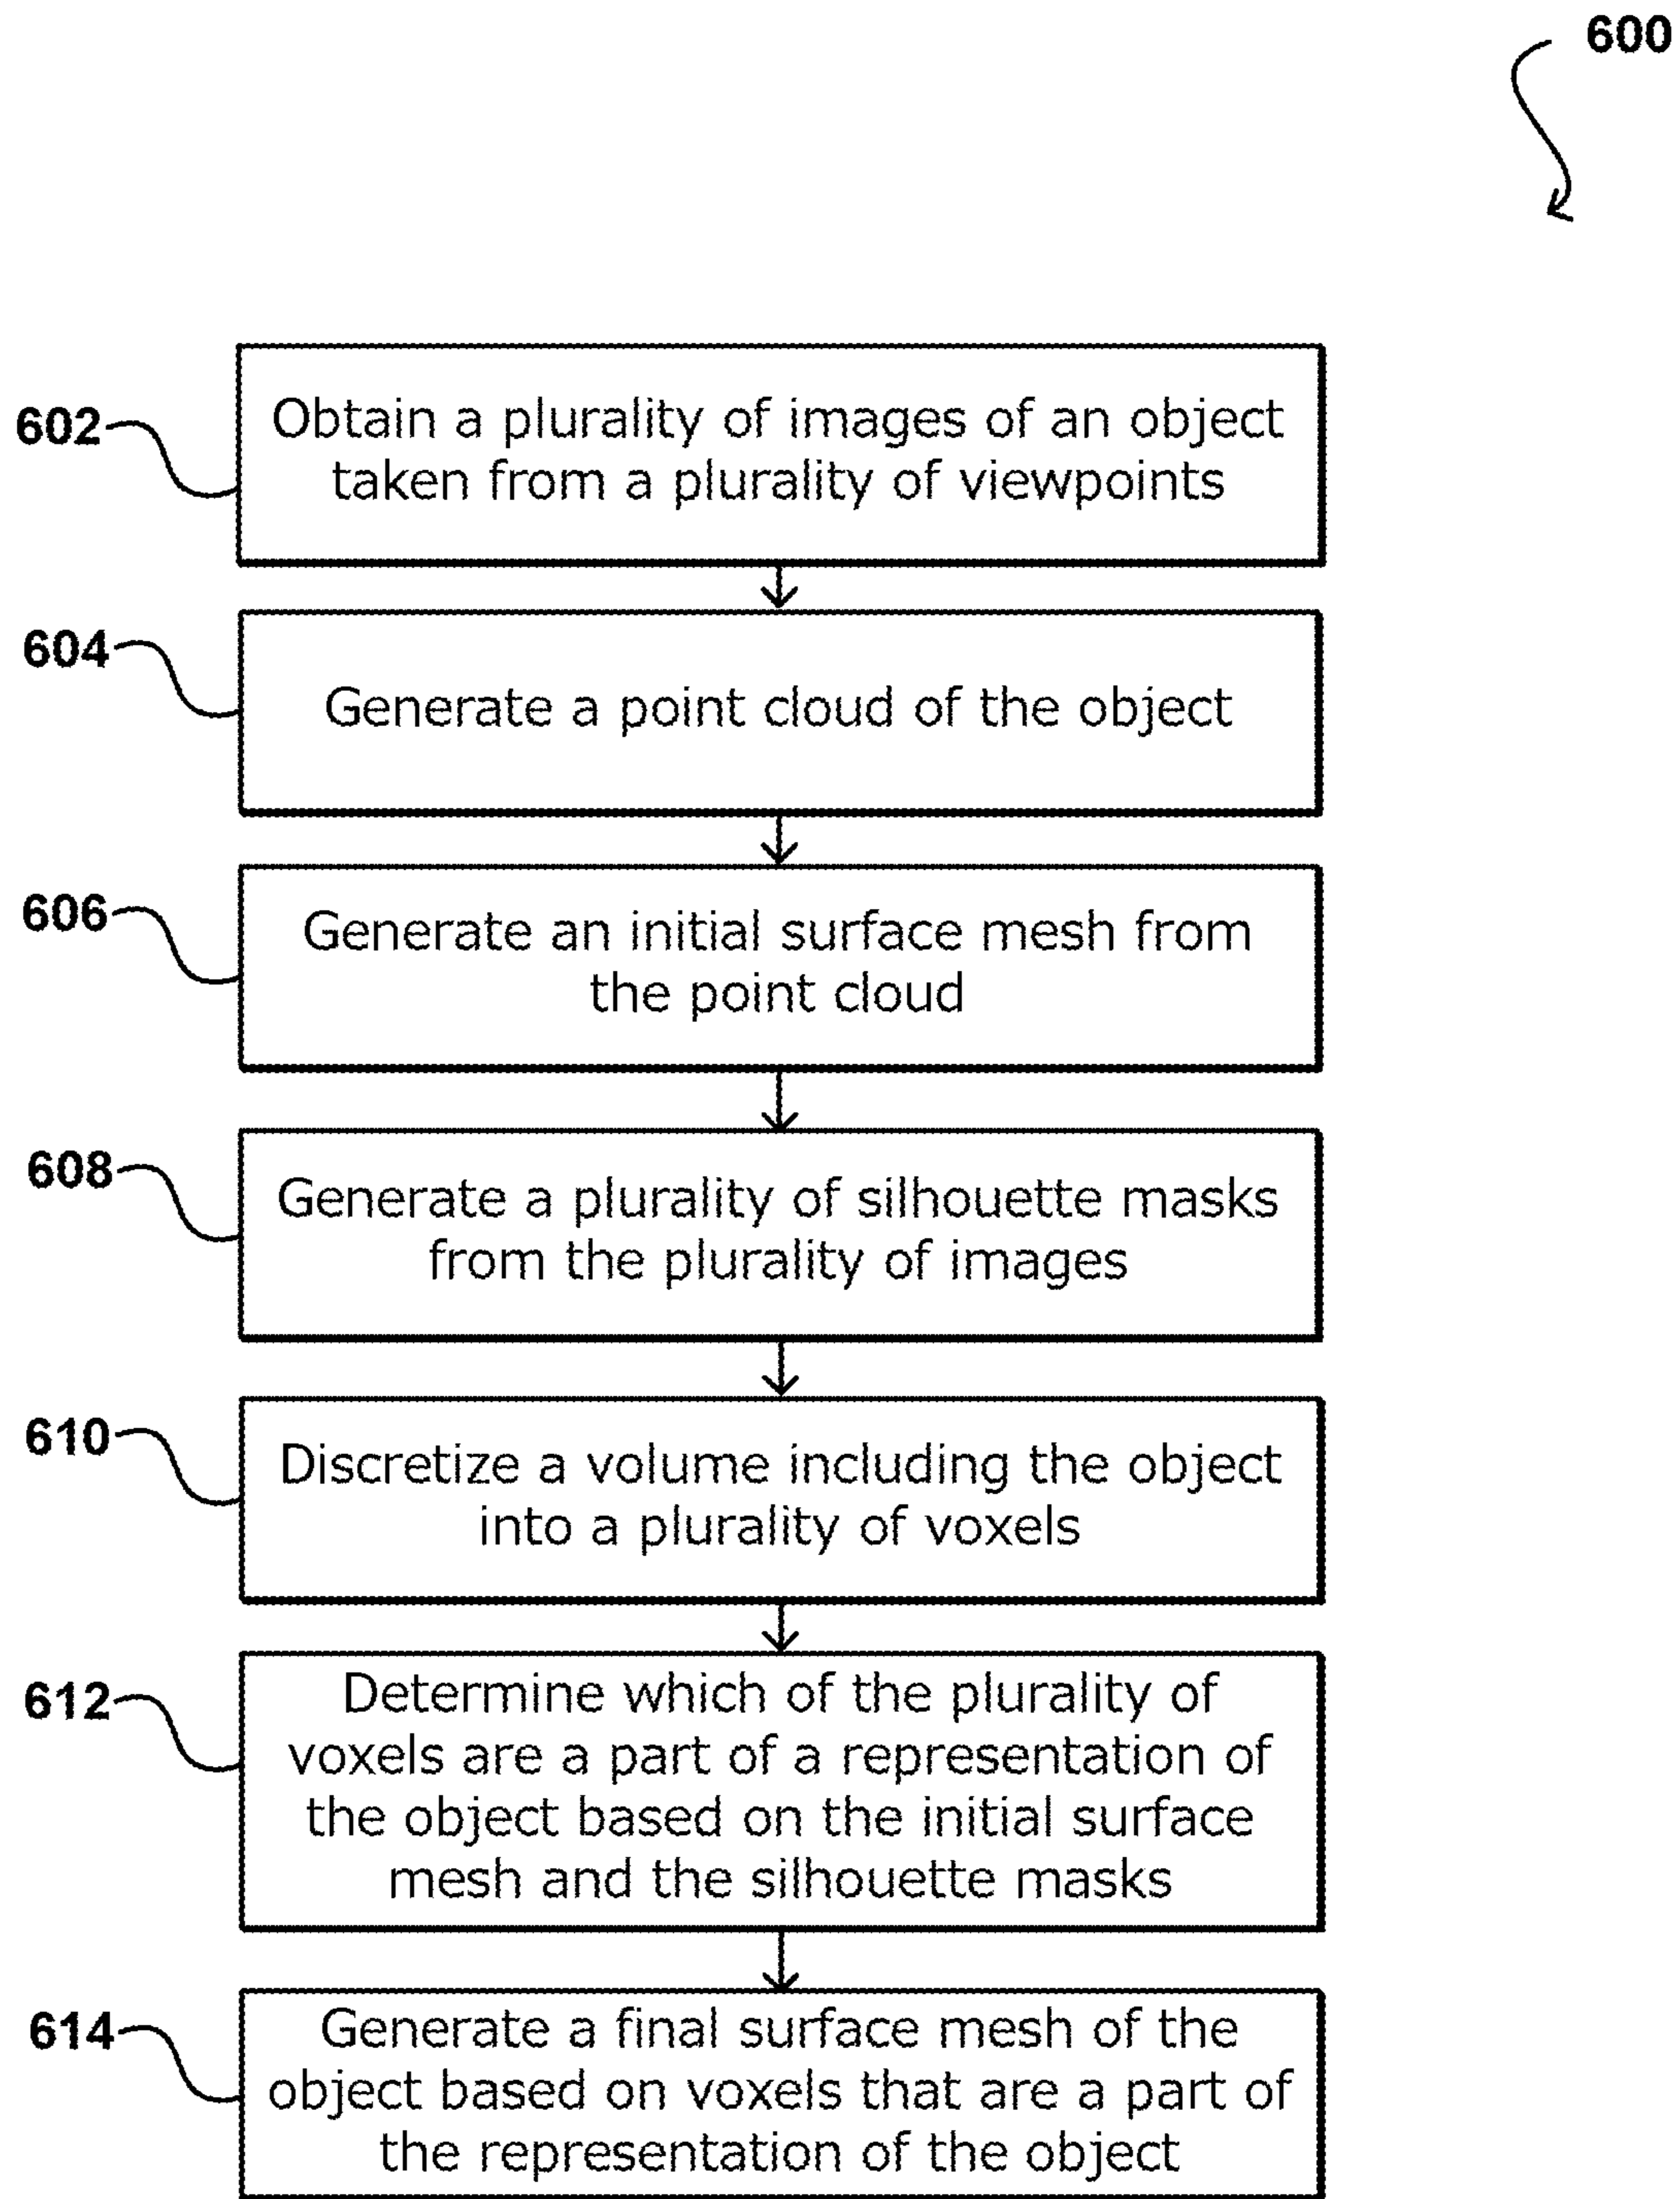 600
602
Obtain a plurality of images of an object
taken from a plurality of viewpoints
604
Generate a point cloud of the object
606
Generate an initial surface mesh from
the point cloud
608
Generate a plurality of silhouette masks
from the plurality of images
610
Discretize a volume including the object
into a plurality of voxels
612
Determine which of the plurality of
voxels are a part of a representation of
the object based on the initial surface
mesh and the silhouette masks
614
Generate a final surface mesh of the
object based on voxels that are a part of
the representation of the object